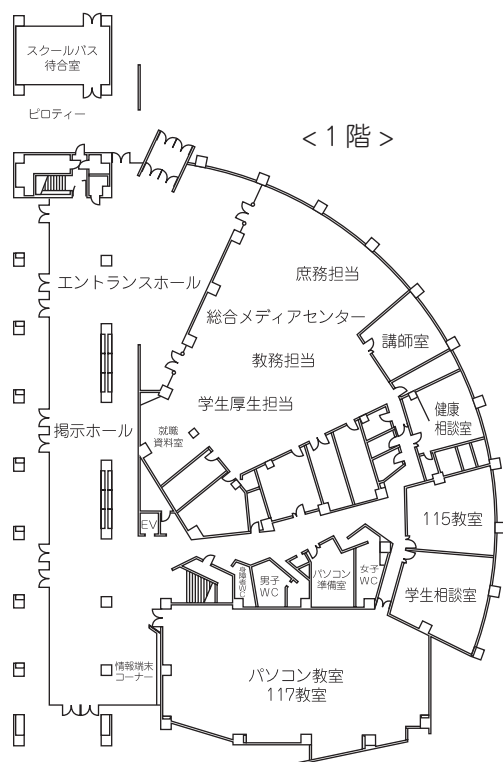 スクールバス
待合室
ピロティー
<1階>
エントランスホール
庶務担当
総合メディアセンター
講師室
教務担当
学生厚生担当
健康
相談室
掲示ホール
就職
資料室
EV
115教室
身障者WC
男子
WC
パソコン
準備室
女子
WC
学生相談室
情報端末
コーナー
パソコン教室
117教室